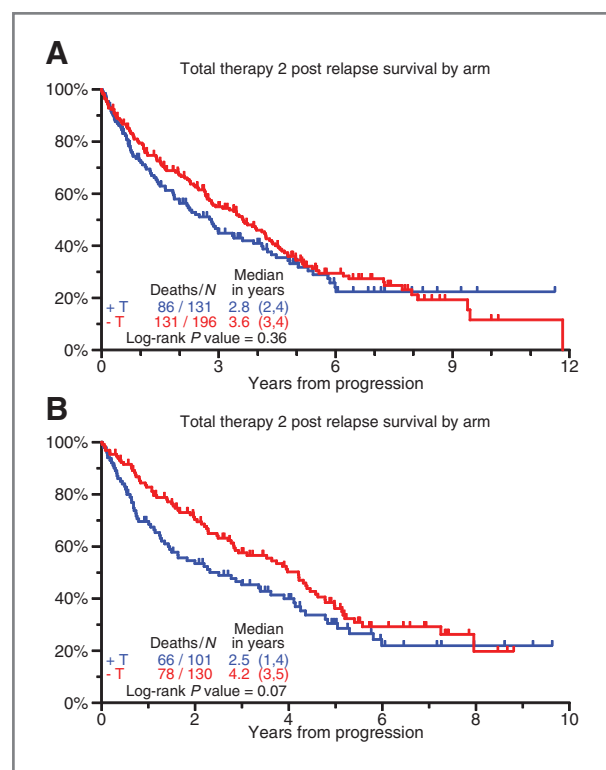 A
Total therapy 2 post relapse survival by arm
100%
80%
60%
40%
20%
0%
Deaths/N Median in years
+ T 86 / 131 2.8 (2,4)
- T 131 / 196 3.6 (3,4)
Log-rank P value = 0.36
0 3 6 9 12
Years from progression
B
Total therapy 2 post relapse survival by arm
100%
80%
60%
40%
20%
0%
Deaths/N Median in years
+ T 66 / 101 2.5 (1,4)
- T 78 / 130 4.2 (3,5)
Log-rank P value = 0.07
0 2 4 6 8 10
Years from progression